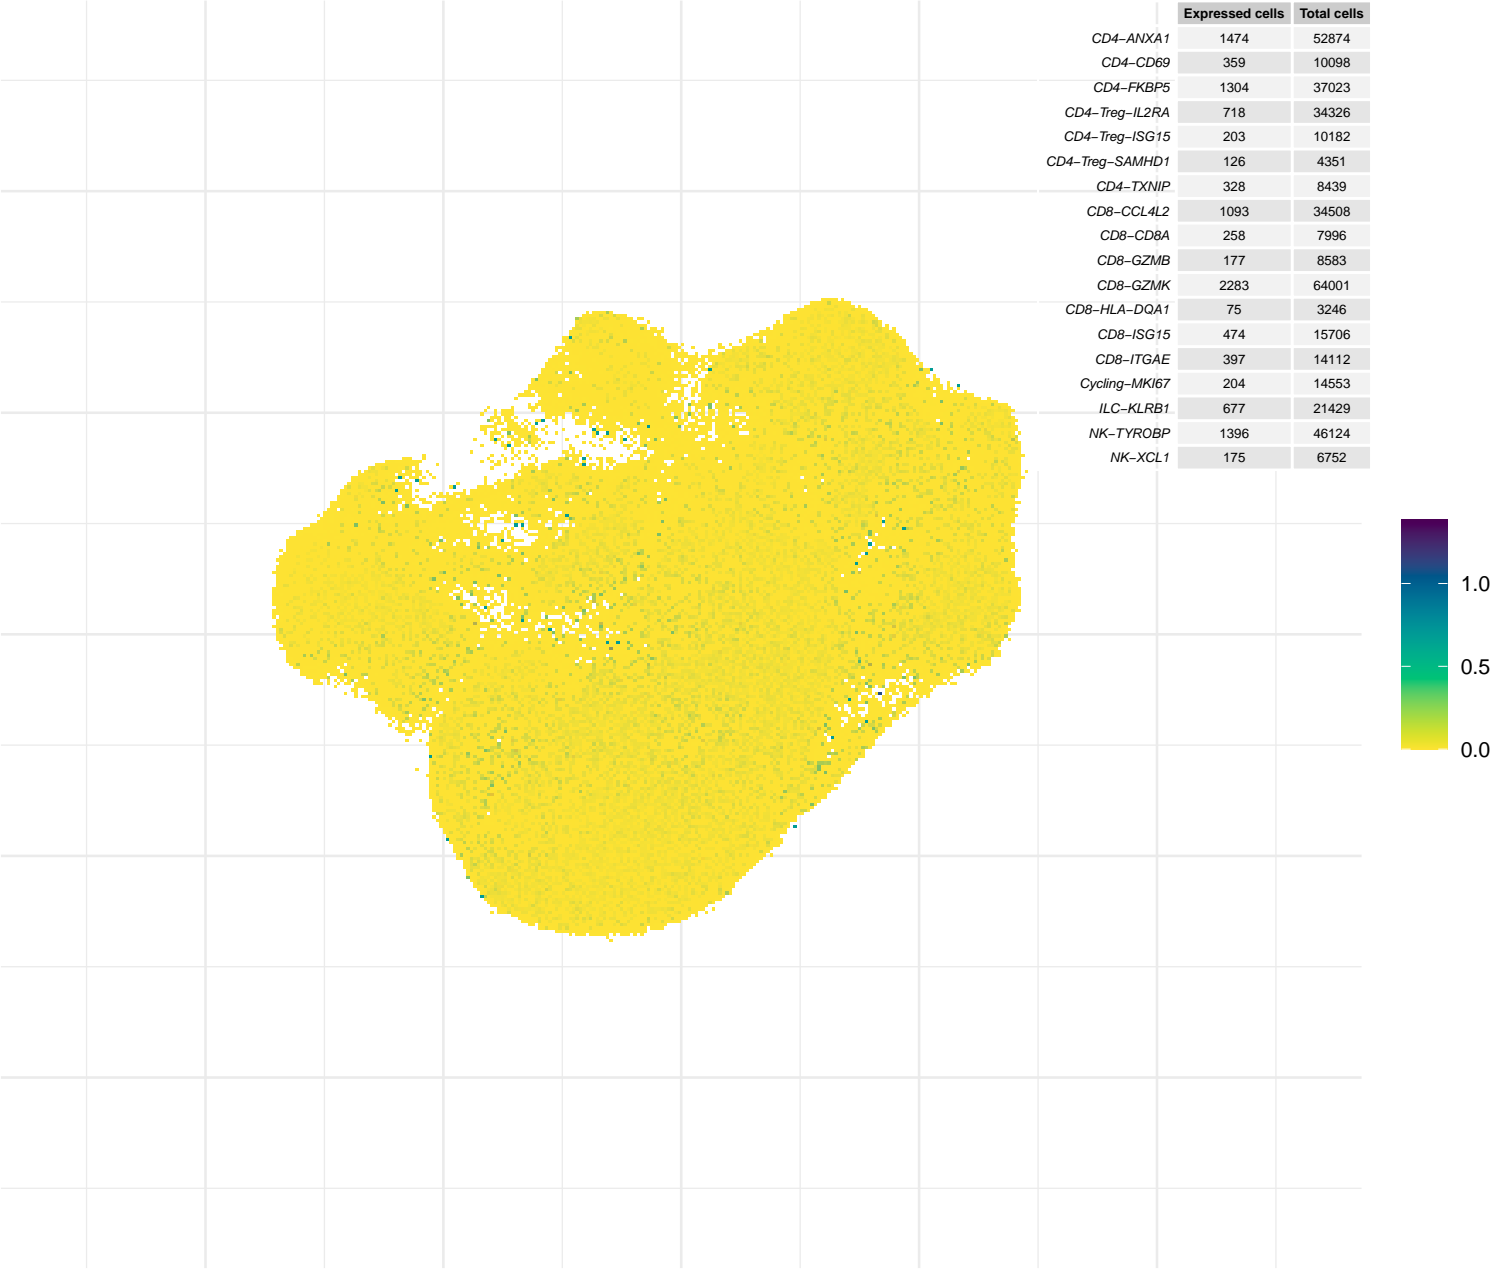 Expressed cells Total cells
CD4−ANXA1 1474 52874
CD4−CD69 359 10098
CD4−FKBP5 1304 37023
CD4−Treg−IL2RA 718 34326
CD4−Treg−ISG15 203 10182
CD4−Treg−SAMHD1 126 4351
CD4−TXNIP 328 8439
CD8−CCL4L2 1093 34508
CD8−CD8A 258 7996
CD8−GZMB 177 8583
CD8−GZMK 2283 64001
CD8−HLA−DQA1 75 3246
CD8−ISG15 474 15706
CD8−ITGAE 397 14112
Cycling−MKI67 204 14553
ILC−KLRB1 677 21429
NK−TYROBP 1396 46124
NK−XCL1 175 6752
1.0
0.5
0.0